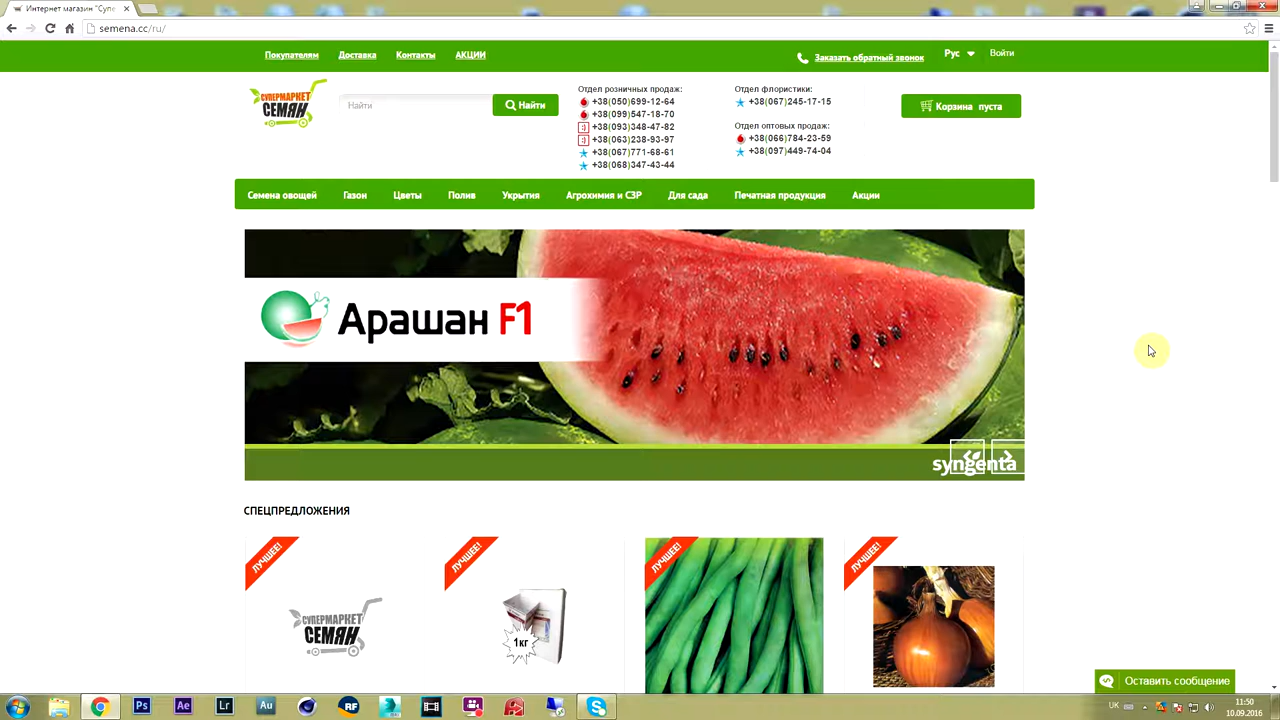 Интернет магазин "Супе
semena.cc/ru/
Покупателям Доставка Контакты АКЦИИ
Заказать обратный звонок Рус Войти
СУПЕРМАРКЕТ
СЕМЯН
Найти
Найти
Отдел розничных продаж:
+38(050)699-12-64
+38(099)547-18-70
+38(093)348-47-82
+38(063)238-93-97
+38(067)771-68-61
+38(068)347-43-44
Отдел флористики:
+38(067)245-17-15
Отдел оптовых продаж:
+38(066)784-23-59
+38(097)449-74-04
Корзина пуста
Семена овощей Газон Цветы Полив Укрытия Агрохимия и СЗР Для сада Печатная продукция Акции
Арашан F1
syngenta
СПЕЦПРЕДЛОЖЕНИЯ
ЛУЧШЕЕ!
ЛУЧШЕЕ!
ЛУЧШЕЕ!
ЛУЧШЕЕ!
СУПЕРМАРКЕТ
СЕМЯН
1кг
Оставить сообщение
Ps Ae Lr Au RF
UK
11:50
10.09.2016